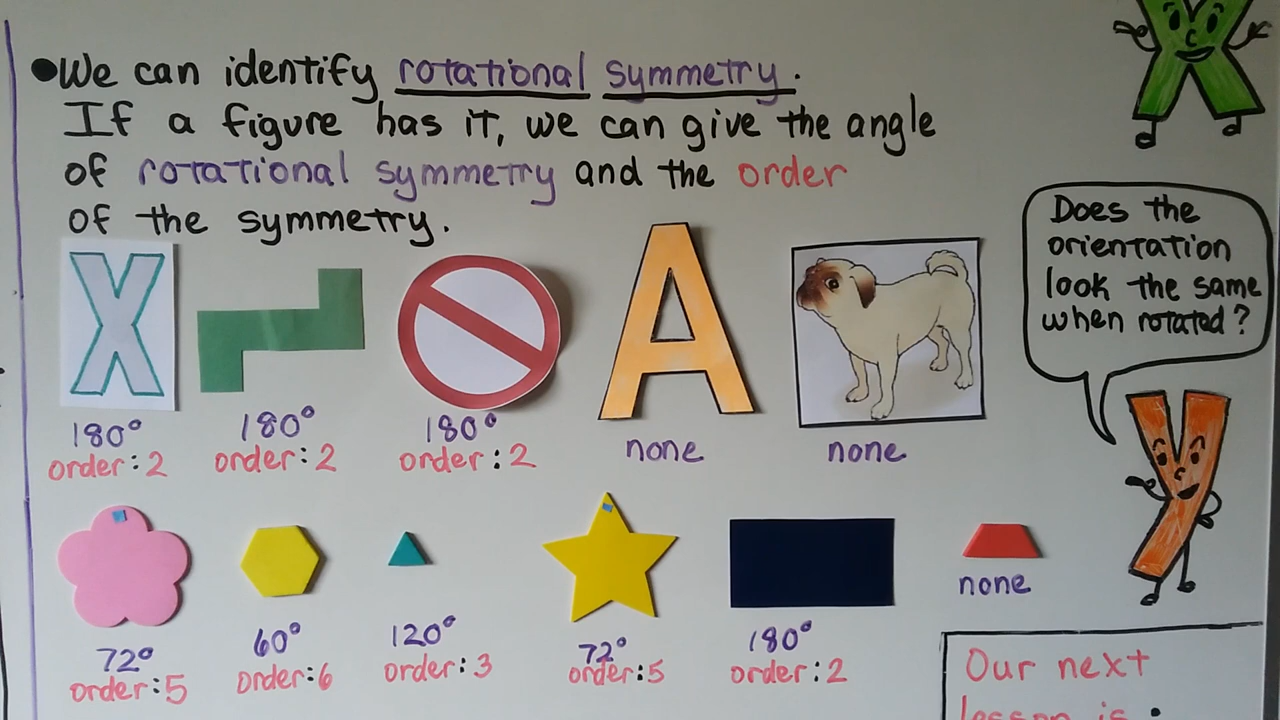 •We can identify rotational symmetry.
If a figure has it, we can give the angle
of rotational symmetry and the order
of the symmetry.
Does the
orientation
look the same
when rotated?
X
A
180°
order:2
180°
order:2
180°
order:2
none
none
72°
order:5
60°
order:6
120°
order:3
72°
order:5
180°
order:2
none
Our next
lesson is: